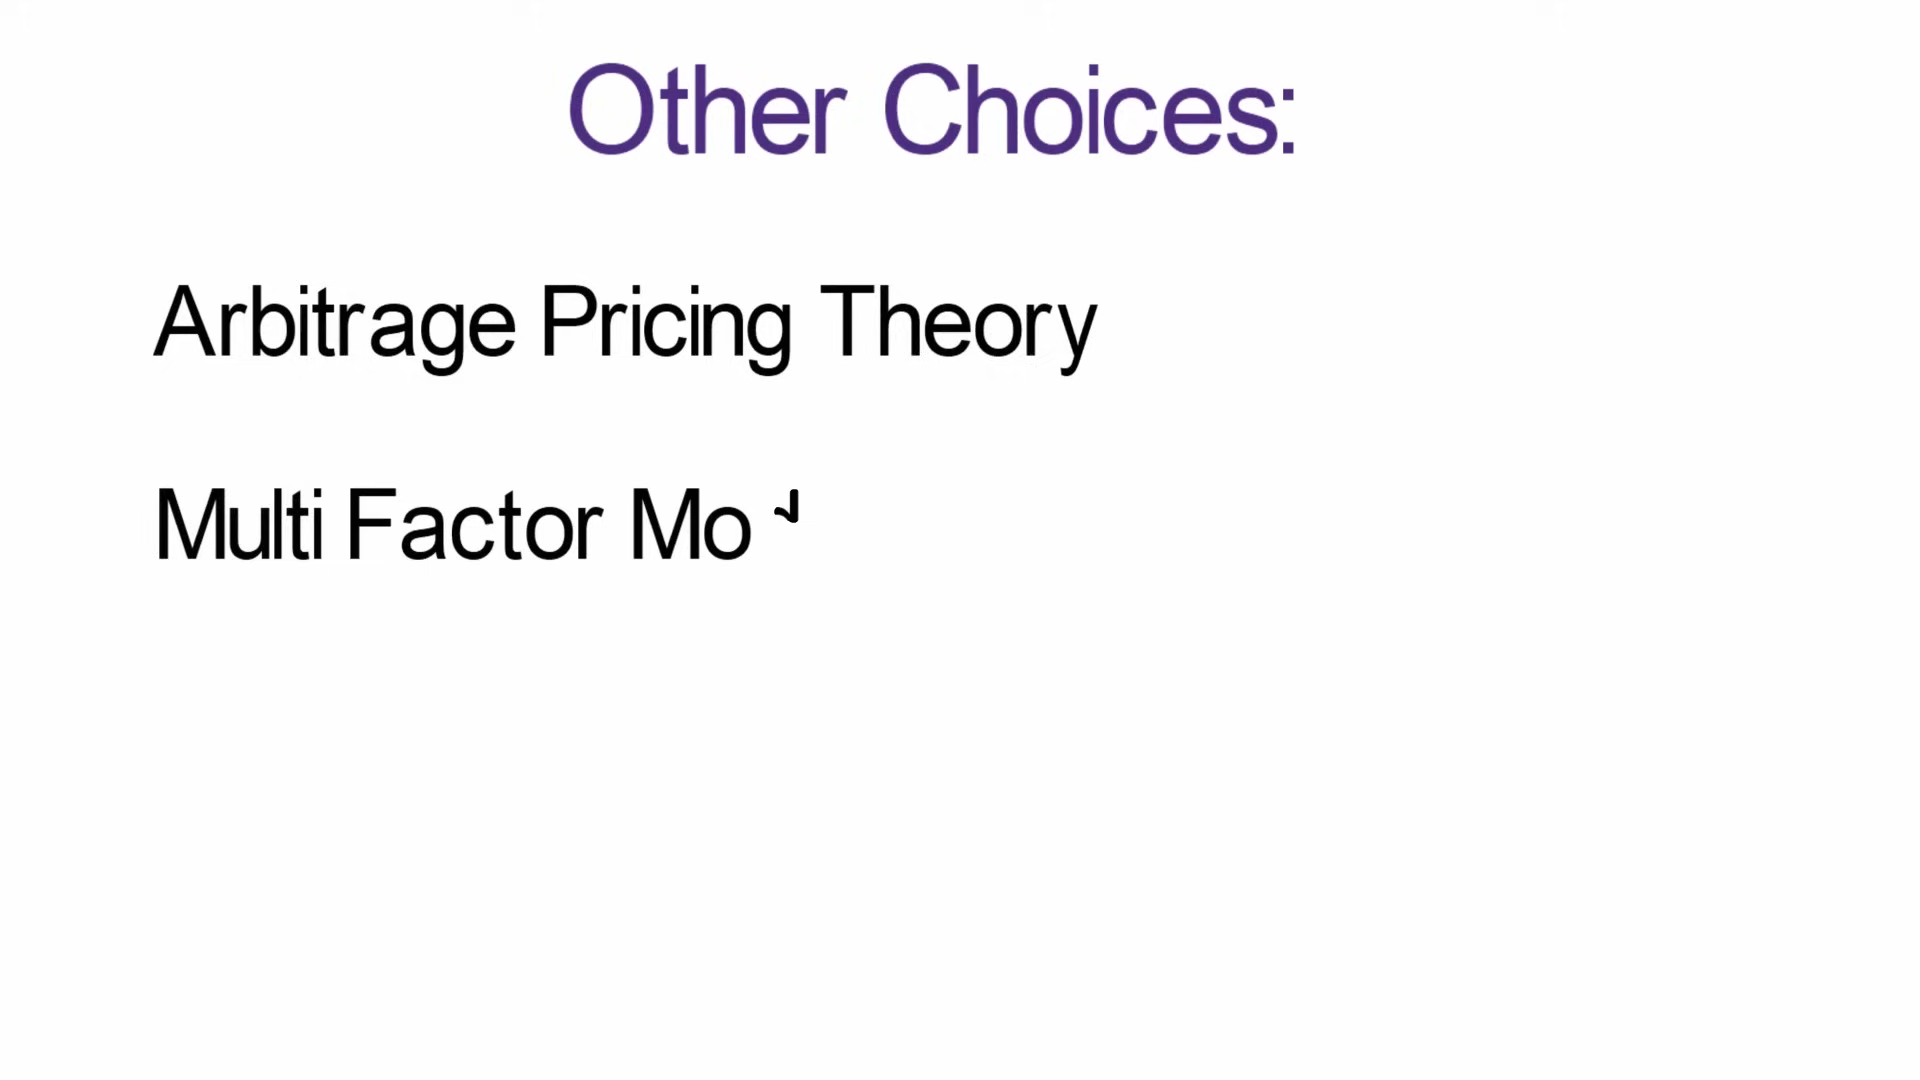 Other Choices:
Arbitrage Pricing Theory
Multi Factor Mo